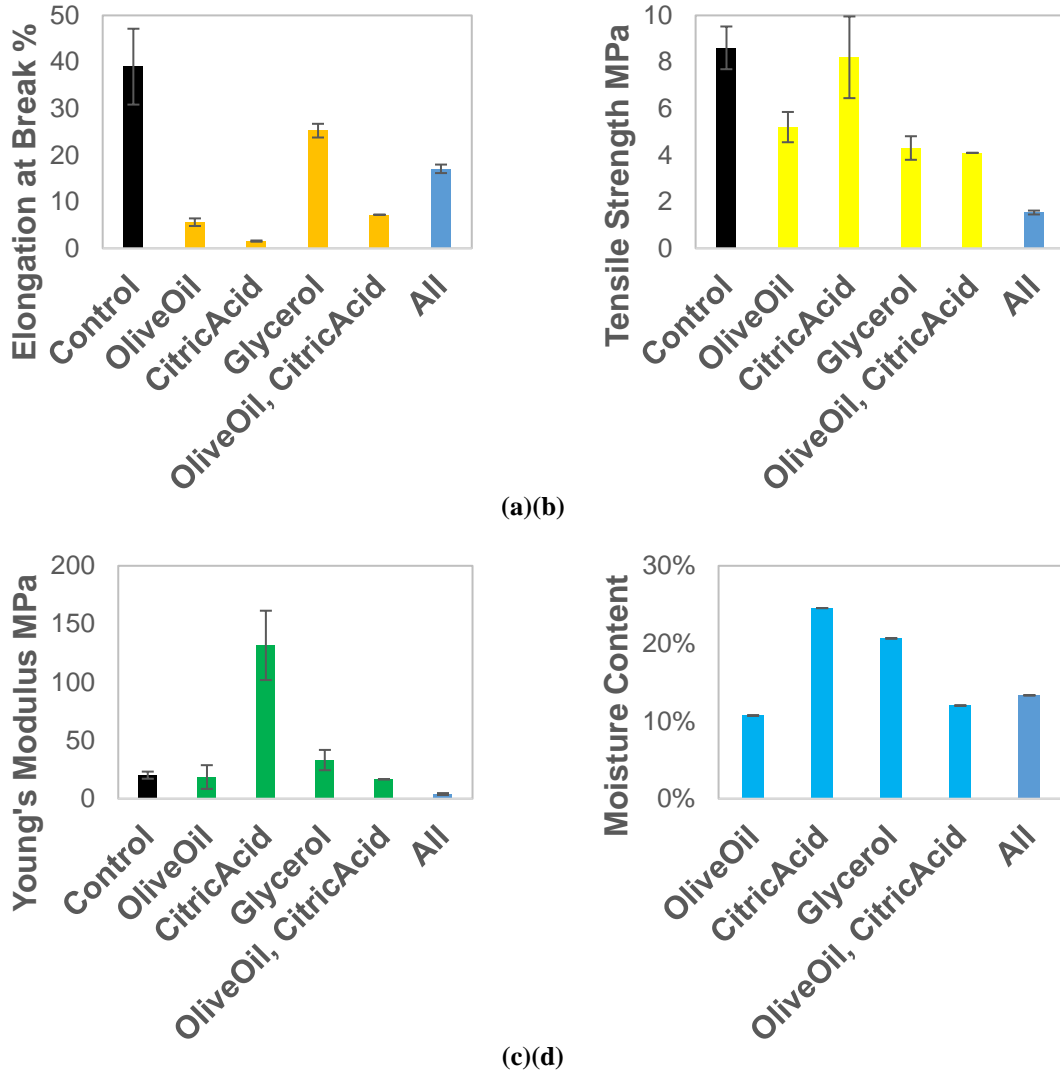 Elongation at Break %
50
40
30
20
10
0
Control
OliveOil
CitricAcid
Glycerol
OliveOil, CitricAcid
All
Tensile Strength MPa
10
8
6
4
2
0
Control
OliveOil
CitricAcid
Glycerol
OliveOil, CitricAcid
All
(a)(b)
Young's Modulus MPa
200
150
100
50
0
Control
OliveOil
CitricAcid
Glycerol
OliveOil, CitricAcid
All
Moisture Content
30%
20%
10%
0%
OliveOil
CitricAcid
Glycerol
OliveOil, CitricAcid
All
(c)(d)